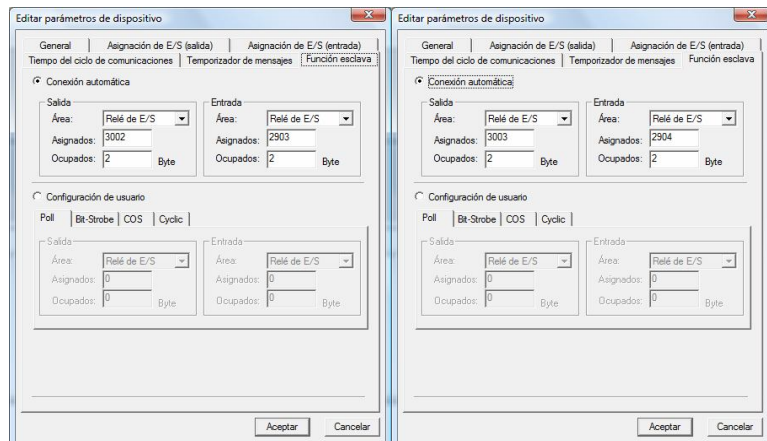 Editar parámetros de dispositivo
General Asignación de E/S (salida) Asignación de E/S (entrada)
Tiempo del ciclo de comunicaciones Temporizador de mensajes Función esclava
Conexión automática
Salida Entrada
Área: Relé de E/S Área: Relé de E/S
Asignados: 3002 Asignados: 2903
Ocupados: 2 Byte Ocupados: 2 Byte
Configuración de usuario
Poll Bit-Strobe COS Cyclic
Salida Entrada
Área: Relé de E/S Área: Relé de E/S
Asignados: 0 Asignados: 0
Ocupados: 0 Byte Ocupados: 0 Byte
Aceptar Cancelar
Editar parámetros de dispositivo
General Asignación de E/S (salida) Asignación de E/S (entrada)
Tiempo del ciclo de comunicaciones Temporizador de mensajes Función esclava
Conexión automática
Salida Entrada
Área: Relé de E/S Área: Relé de E/S
Asignados: 3003 Asignados: 2904
Ocupados: 2 Byte Ocupados: 2 Byte
Configuración de usuario
Poll Bit-Strobe COS Cyclic
Salida Entrada
Área: Relé de E/S Área: Relé de E/S
Asignados: 0 Asignados: 0
Ocupados: 0 Byte Ocupados: 0 Byte
Aceptar Cancelar